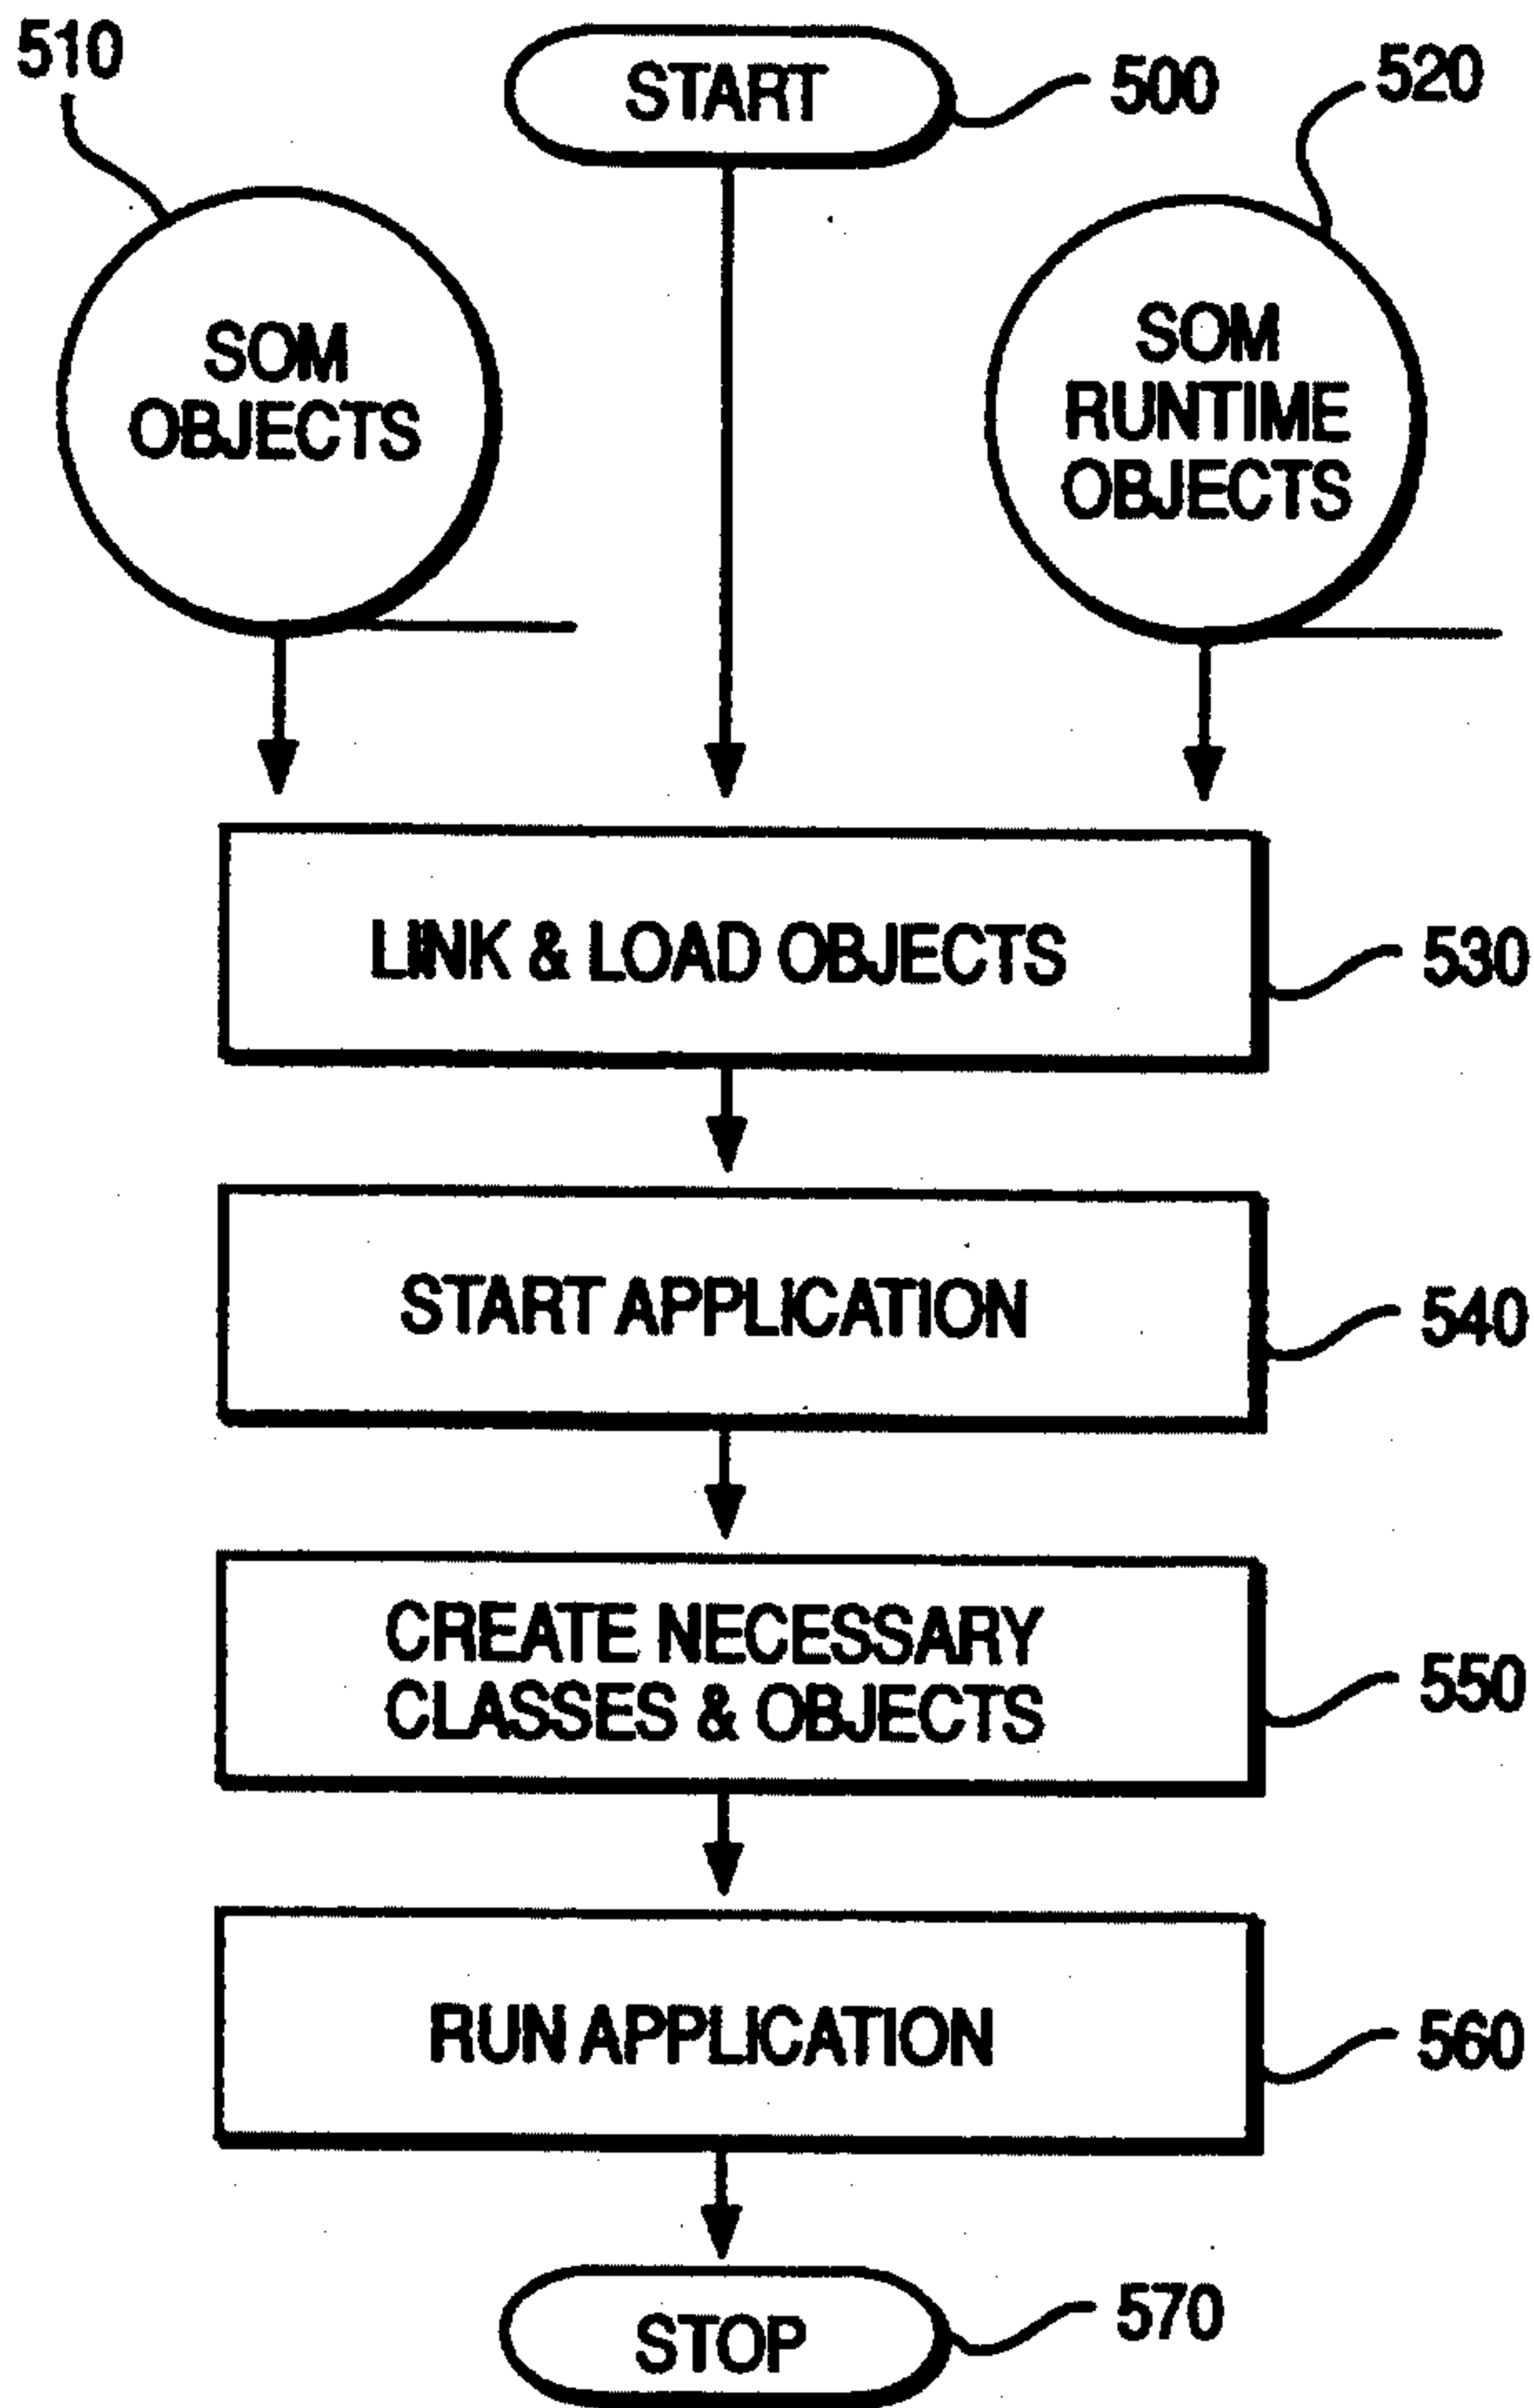 510
START
500
520
SOM
OBJECTS
SOM
RUNTIME
OBJECTS
LINK & LOAD OBJECTS
530
START APPLICATION
540
CREATE NECESSARY
CLASSES & OBJECTS
550
RUN APPLICATION
560
STOP
570